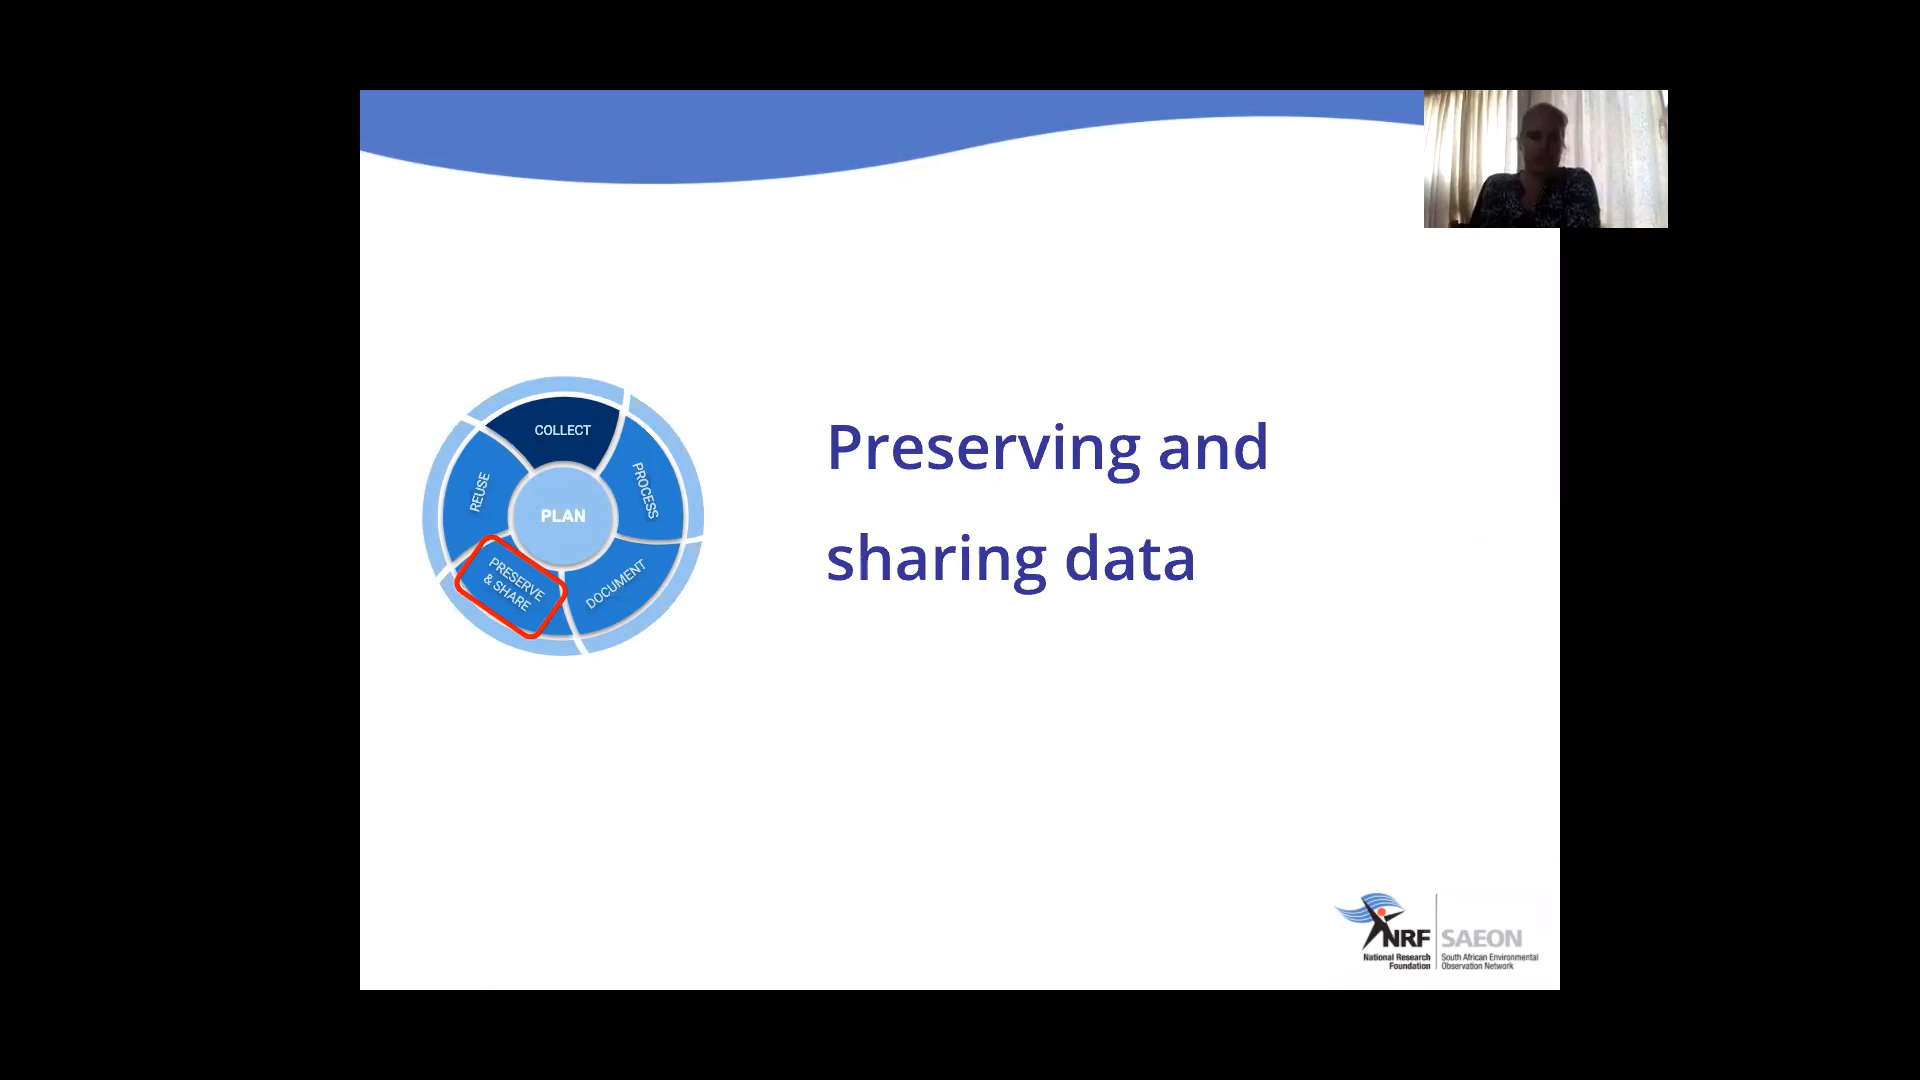 COLLECT
PROCESS
DOCUMENT
PRESERVE
& SHARE
REUSE
PLAN
Preserving and
sharing data
NRF
National Research
Foundation
SAEON
South African Environmental
Observation Network